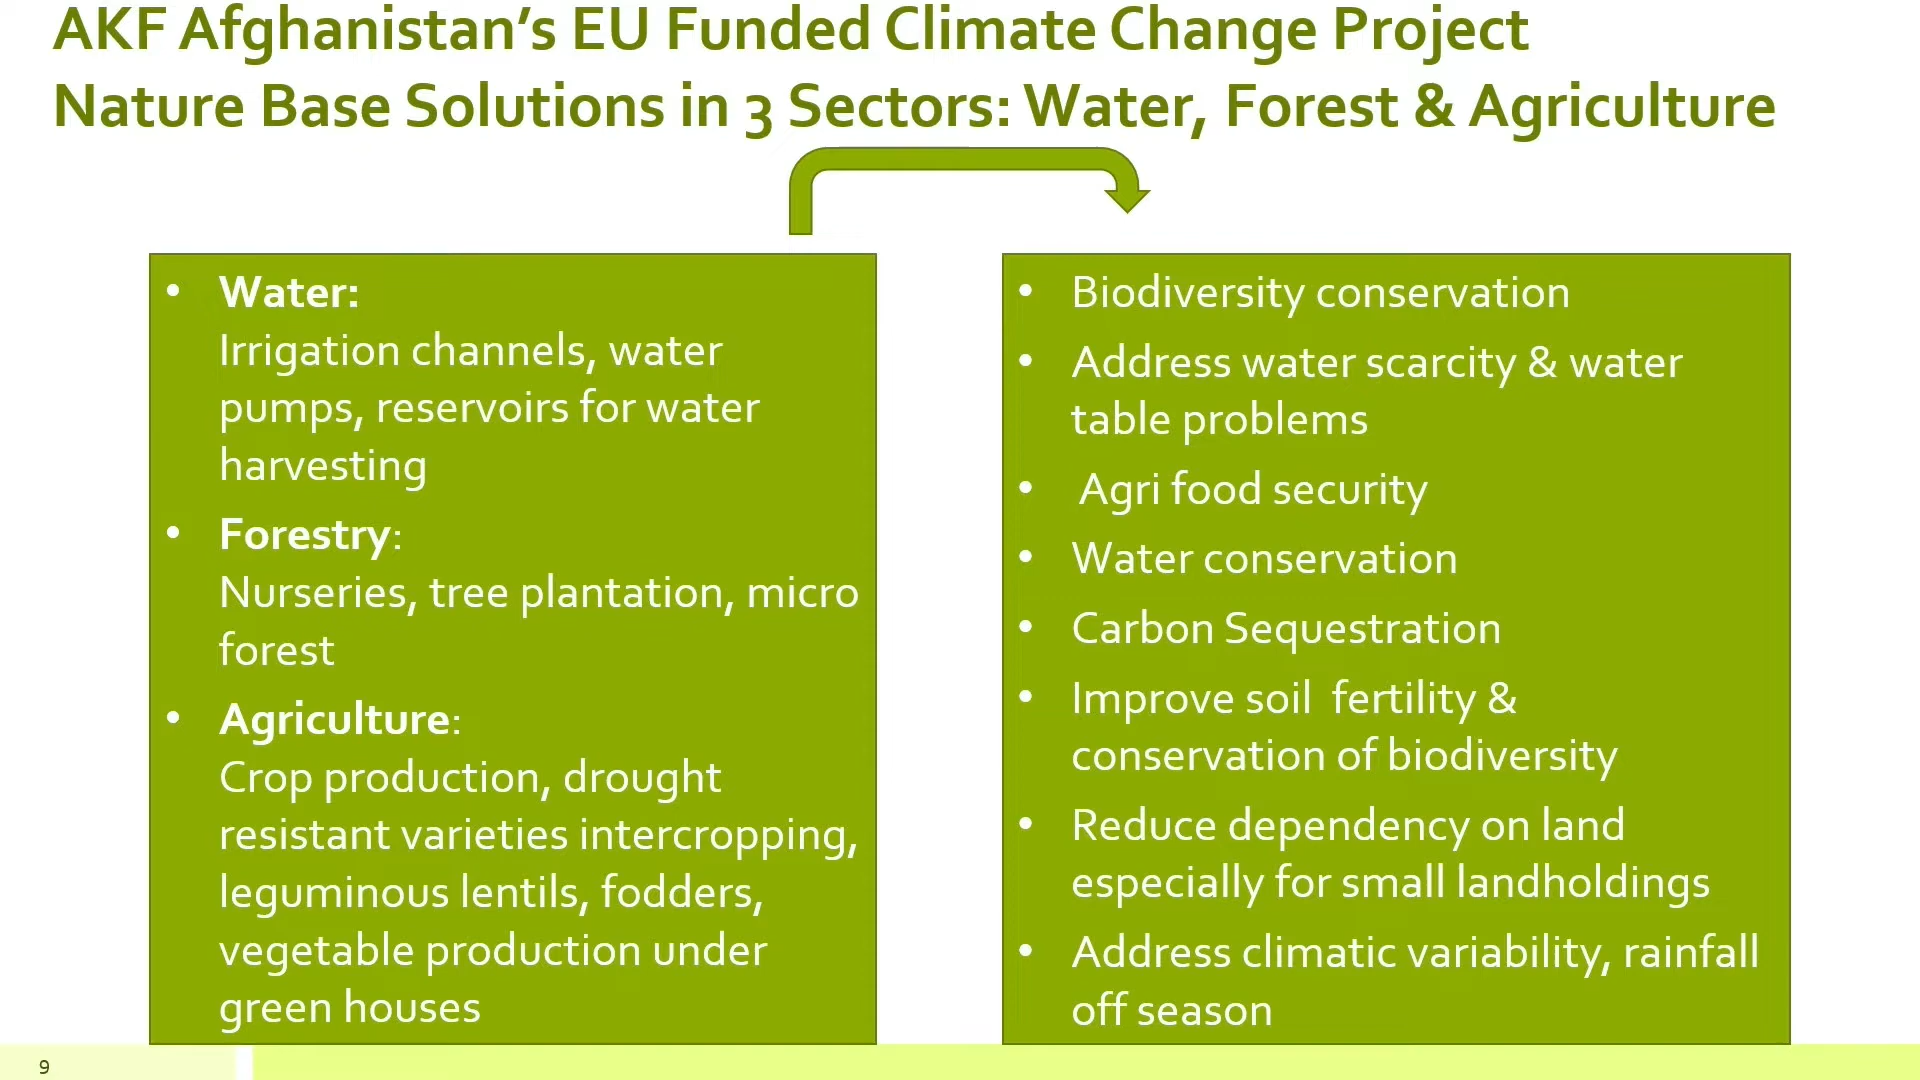 AKF Afghanistan’s EU Funded Climate Change Project
Nature Base Solutions in 3 Sectors: Water, Forest & Agriculture
• Water:
Irrigation channels, water
pumps, reservoirs for water
harvesting
• Forestry:
Nurseries, tree plantation, micro
forest
• Agriculture:
Crop production, drought
resistant varieties intercropping,
leguminous lentils, fodders,
vegetable production under
green houses
• Biodiversity conservation
• Address water scarcity & water
table problems
• Agri food security
• Water conservation
• Carbon Sequestration
• Improve soil  fertility &
conservation of biodiversity
• Reduce dependency on land
especially for small landholdings
• Address climatic variability, rainfall
off season
9